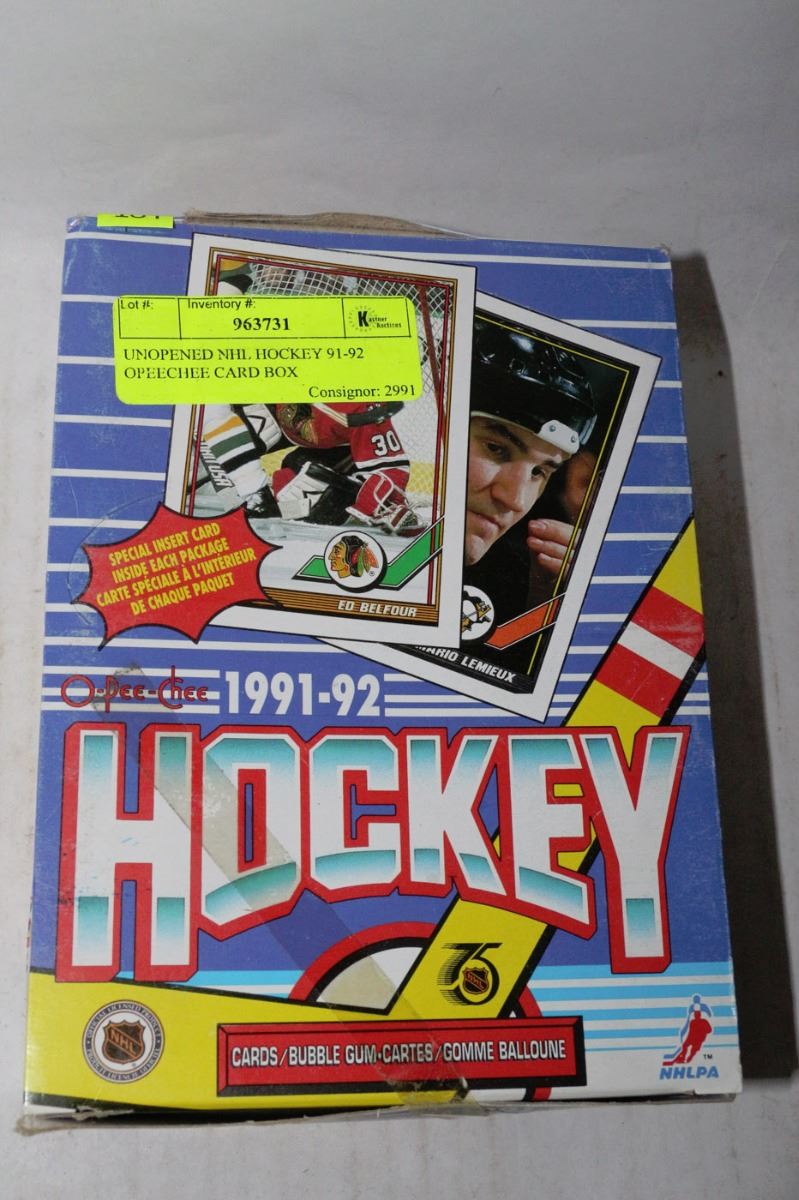 Lot #:
Inventory #:
963731
Kastner
Auctions
UNOPENED NHL HOCKEY 91-92
OPEECHEE CARD BOX
Consignor: 2991
30
SPECIAL INSERT CARD
INSIDE EACH PACKAGE
CARTE SPÉCIALE À L'INTÉRIEUR
DE CHAQUE PAQUET
ED BELFOUR
MARIO LEMIEUX
O-Pee-Chee 1991-92
HOCKEY
75
NHL
CARDS/BUBBLE GUM•CARTES/GOMME BALLOUNE
TM
NHLPA